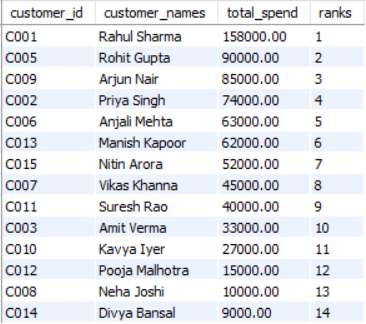 customer_id customer_names total_spend ranks
C001 Rahul Sharma 158000.00 1
C005 Rohit Gupta 90000.00 2
C009 Arjun Nair 85000.00 3
C002 Priya Singh 74000.00 4
C006 Anjali Mehta 63000.00 5
C013 Manish Kapoor 62000.00 6
C015 Nitin Arora 52000.00 7
C007 Vikas Khanna 45000.00 8
C011 Suresh Rao 40000.00 9
C003 Amit Verma 33000.00 10
C010 Kavya Iyer 27000.00 11
C012 Pooja Malhotra 15000.00 12
C008 Neha Joshi 10000.00 13
C014 Divya Bansal 9000.00 14